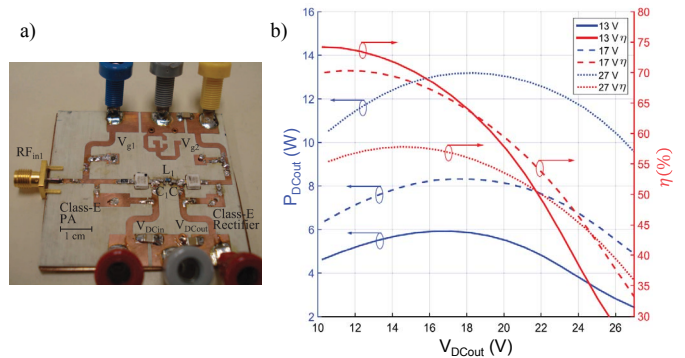 a)
RFin1
Vg1
Vg2
L1
C
Class-E
PA
1 cm
VDCin
VDCout
Class-E
Rectifier
b)
16
14
12
10
8
6
4
2
PDCout (W)
10
12
14
16
18
20
22
24
26
VDCout (V)
80
75
70
65
60
55
50
45
40
35
30
η(%)
13 V
13 V η
17 V
17 V η
27 V
27 V η